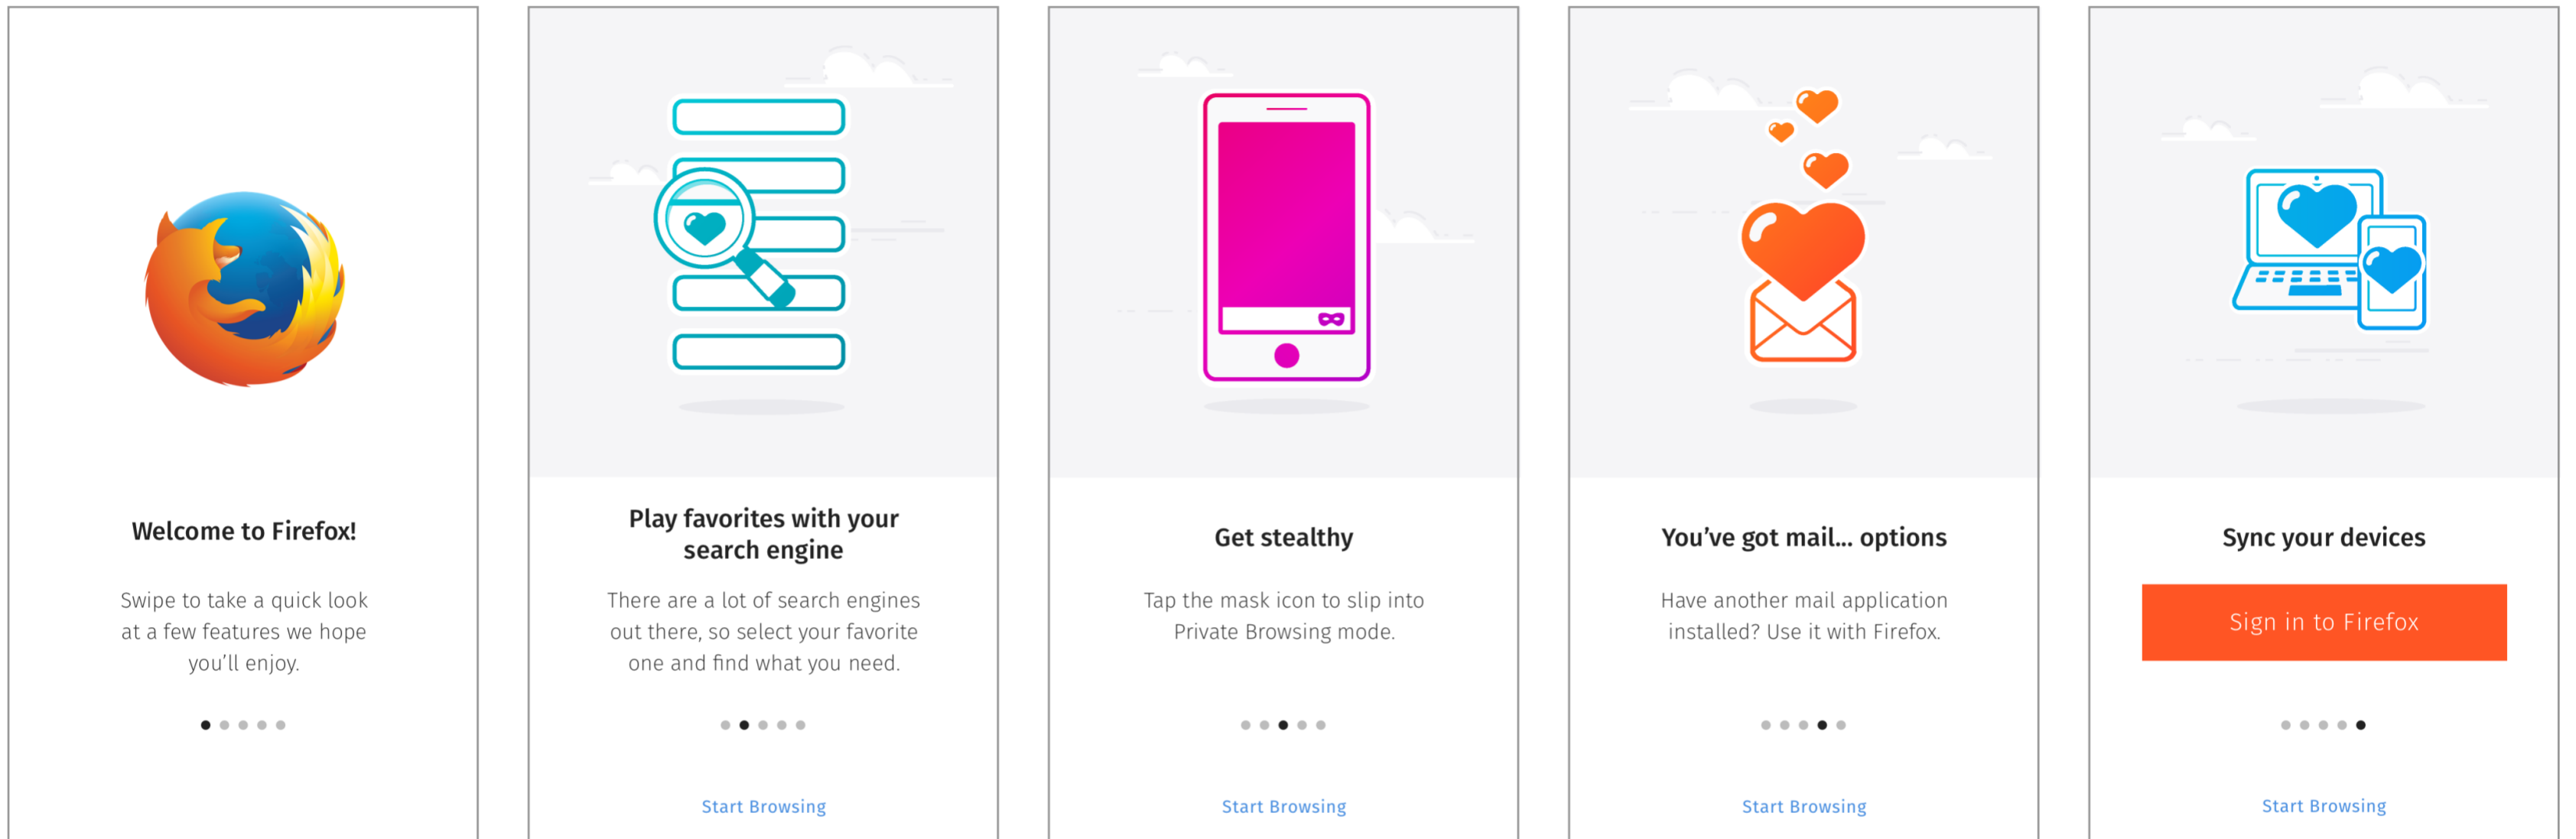 Welcome to Firefox!
Swipe to take a quick look
at a few features we hope
you’ll enjoy.
Play favorites with your
search engine
There are a lot of search engines
out there, so select your favorite
one and find what you need.
Start Browsing
Get stealthy
Tap the mask icon to slip into
Private Browsing mode.
Start Browsing
You’ve got mail... options
Have another mail application
installed? Use it with Firefox.
Start Browsing
Sync your devices
Sign in to Firefox
Start Browsing